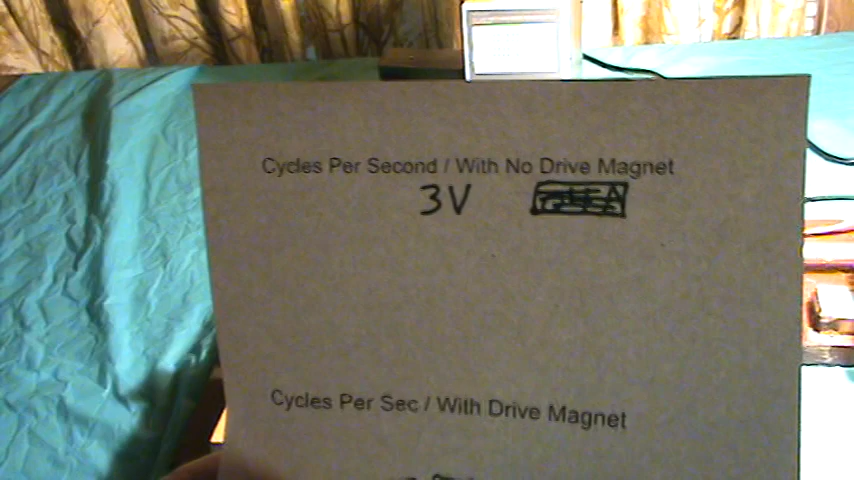 Cycles Per Second / With No Drive Magnet
3V
Cycles Per Sec / With Drive Magnet